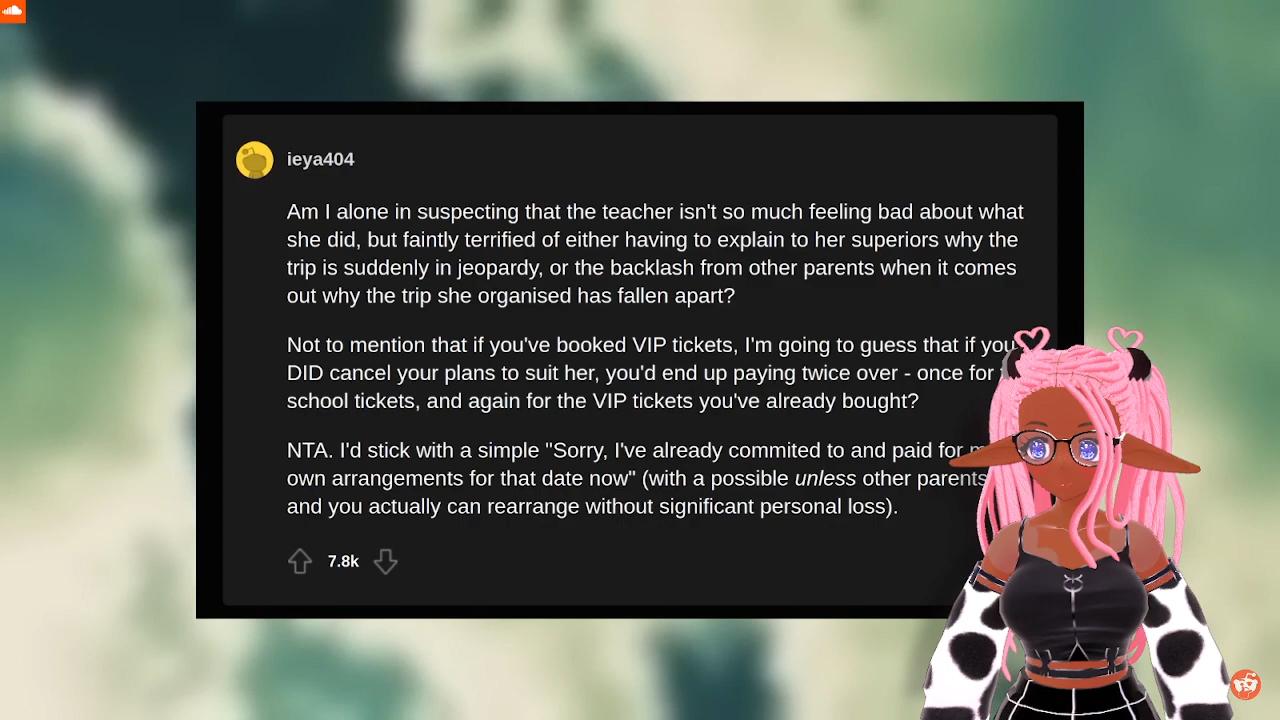 ieya404
Am I alone in suspecting that the teacher isn't so much feeling bad about what
she did, but faintly terrified of either having to explain to her superiors why the
trip is suddenly in jeopardy, or the backlash from other parents when it comes
out why the trip she organised has fallen apart?
Not to mention that if you've booked VIP tickets, I'm going to guess that if you
DID cancel your plans to suit her, you'd end up paying twice over - once for
school tickets, and again for the VIP tickets you've already bought?
NTA. I'd stick with a simple "Sorry, I've already commited to and paid for
own arrangements for that date now" (with a possible unless other parents
and you actually can rearrange without significant personal loss).
7.8k